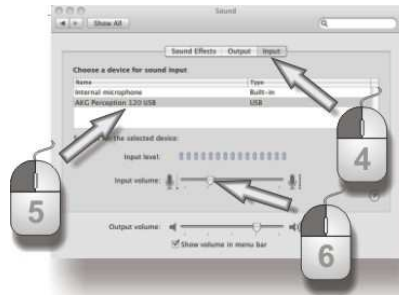 Sound
Show All
Sound Effects Output Input
Choose a device for sound input
Name Type
Internal microphone Built-in
AKG Perception 120 USB USB
the selected device:
Input level:
Input volume:
Output volume:
Show volume in menu bar
4
5
6